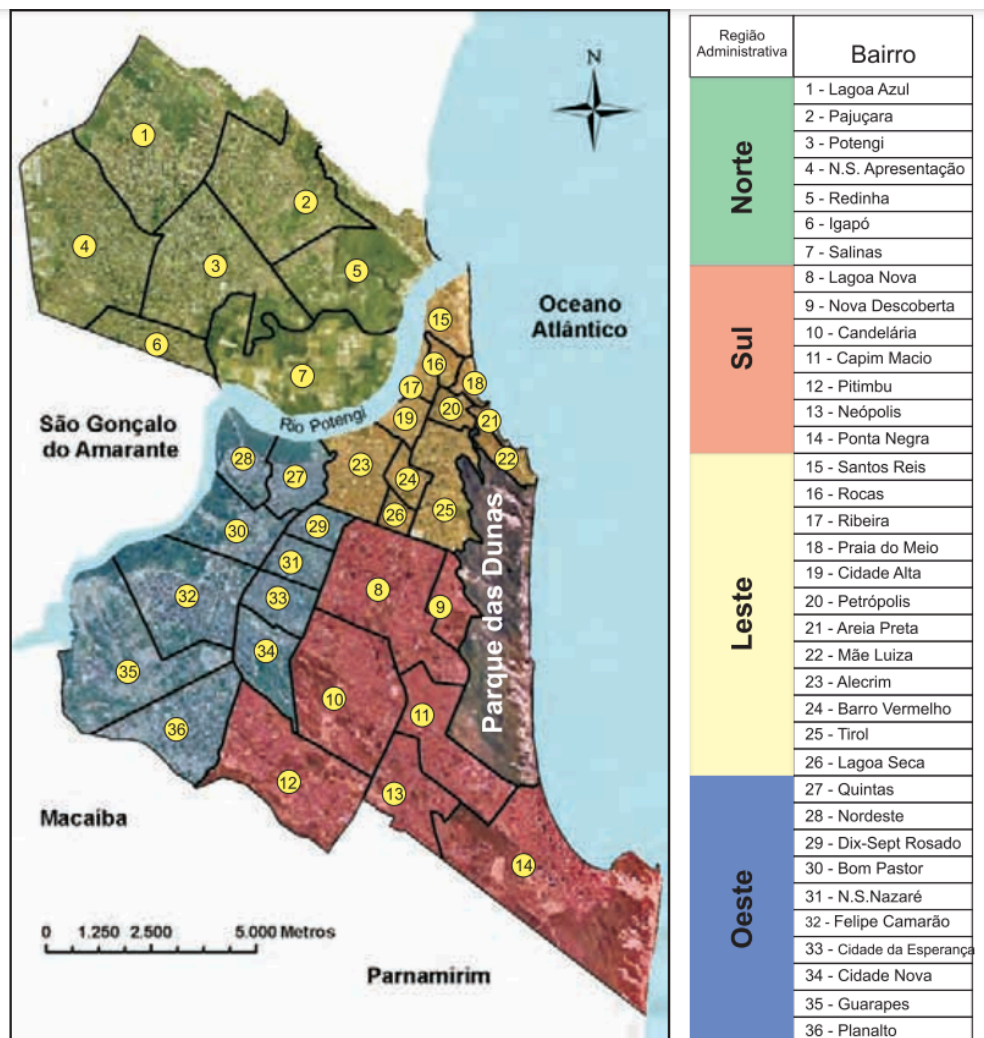 N
1
2
4
3
5
15
Oceano
Atlântico
6
7
16
18
17
20
21
19
São Gonçalo
do Amarante
Rio Potengi
22
28
27
23
24
25
26
29
30
31
8
9
32
33
34
35
10
11
36
12
13
14
Parque das Dunas
Macaíba
0 1.250 2.500 5.000 Metros
Parnamirim
Região
Administrativa
Bairro
Norte
1 - Lagoa Azul
2 - Pajuçara
3 - Potengi
4 - N.S. Apresentação
5 - Redinha
6 - Igapó
7 - Salinas
Sul
8 - Lagoa Nova
9 - Nova Descoberta
10 - Candelária
11 - Capim Macio
12 - Pitimbu
13 - Neópolis
14 - Ponta Negra
Leste
15 - Santos Reis
16 - Rocas
17 - Ribeira
18 - Praia do Meio
19 - Cidade Alta
20 - Petrópolis
21 - Areia Preta
22 - Mãe Luiza
23 - Alecrim
24 - Barro Vermelho
25 - Tirol
26 - Lagoa Seca
Oeste
27 - Quintas
28 - Nordeste
29 - Dix-Sept Rosado
30 - Bom Pastor
31 - N.S.Nazaré
32 - Felipe Camarão
33 - Cidade da Esperança
34 - Cidade Nova
35 - Guarapes
36 - Planalto